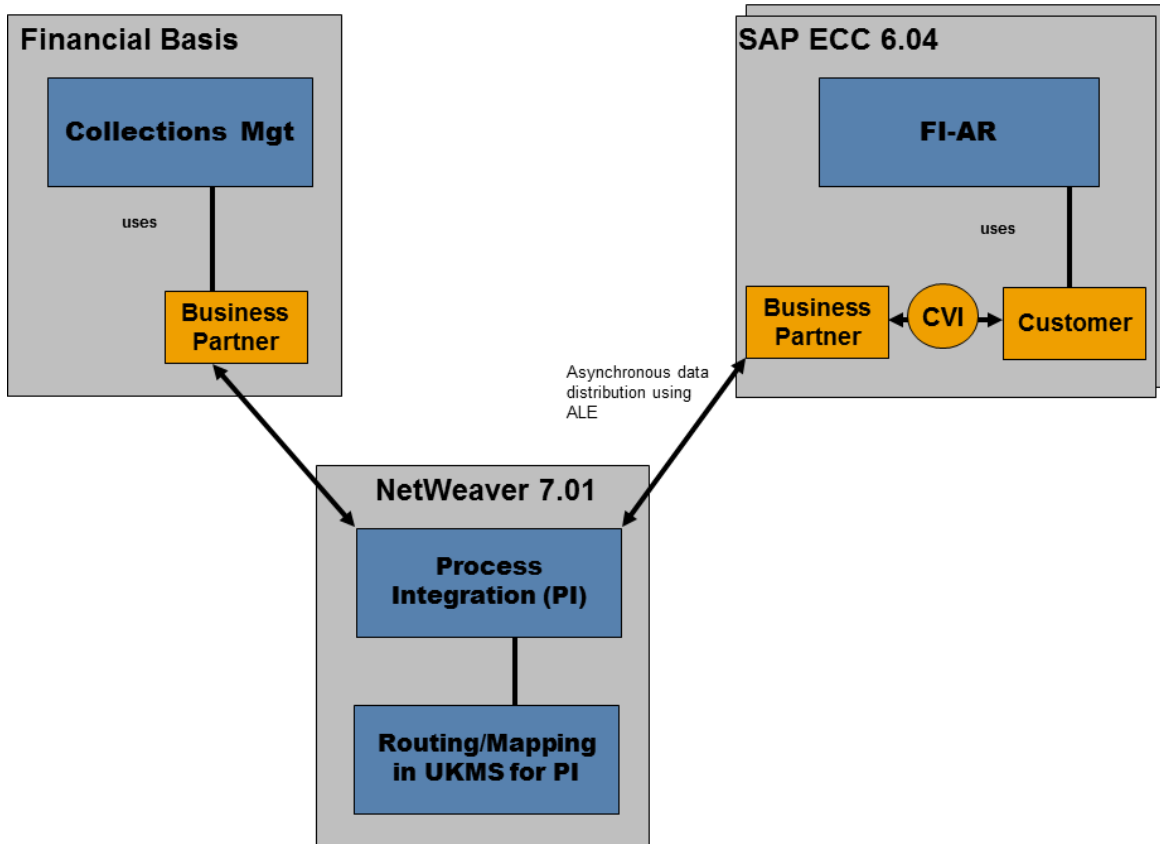 Financial Basis
Collections Mgt
uses
Business
Partner
SAP ECC 6.04
FI-AR
uses
Business
Partner
CVI
Customer
Asynchronous data
distribution using
ALE
NetWeaver 7.01
Process
Integration (PI)
Routing/Mapping
in UKMS for PI